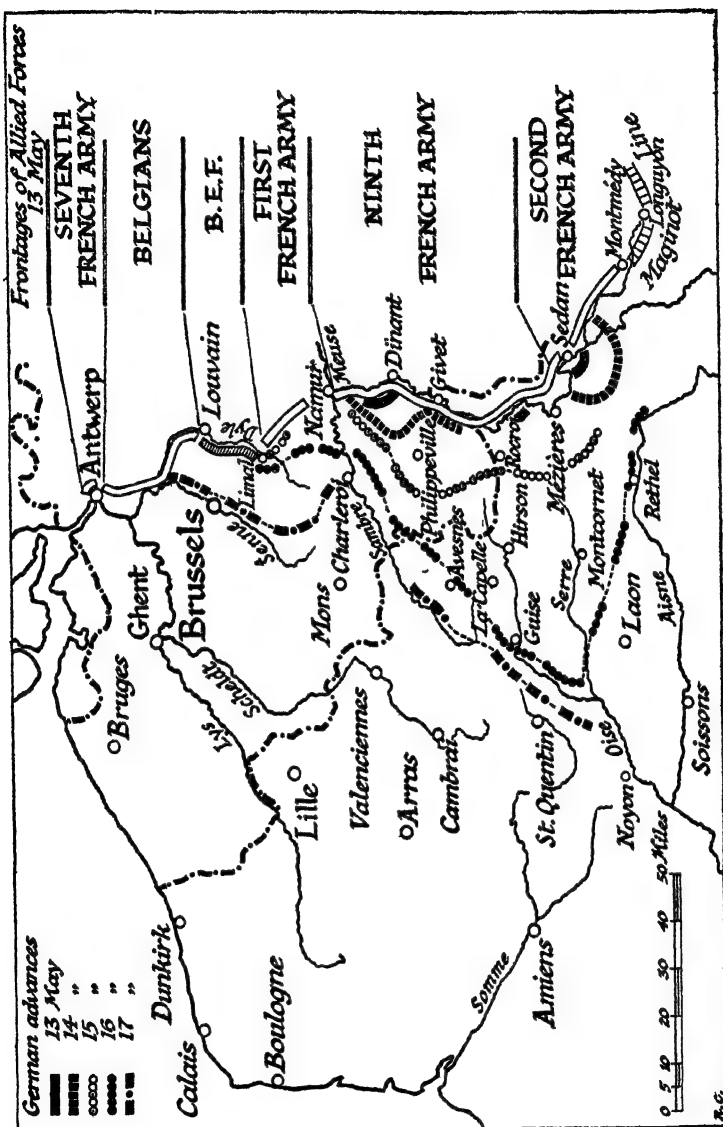 Frontages of Allied Forces
13 May
SEVENTH
FRENCH ARMY
BELGIANS
B.E.F.
FIRST
FRENCH ARMY
NINTH
FRENCH ARMY
SECOND
FRENCH ARMY
German advances
13 May
14 "
15 "
16 "
17 "
Antwerp
Louvain
Dyle
Limal
Namur
Meuse
Dinant
Givet
Sedan
Montmédy
Longuyon
Maginot Line
Ghent
Brussels
Senne
Charleroi
Sambre
Philippeville
Rocroi
Mézières
Bruges
Mons
Avesnes
La Capelle
Hirson
Serre
Montcornet
Rethel
Scheldt
Lys
Guise
Laon
Aisne
Lille
Valenciennes
Arras
Cambrai
St. Quentin
Oise
Noyon
Soissons
Dunkirk
Calais
Boulogne
Somme
Amiens
0 5 10 20 30 40 50 Miles